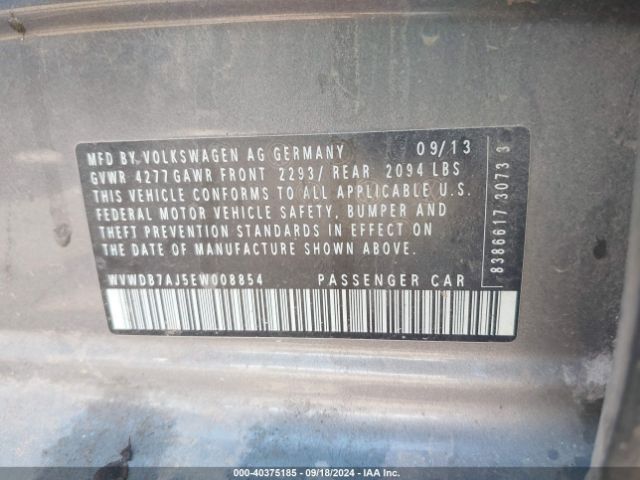 MFD BY. VOLKSWAGEN AG GERMANY 09/13
GVWR 4277 GAWR FRONT 2293/ REAR 2094 LBS
THIS VEHICLE CONFORMS TO ALL APPLICABLE U.S.
FEDERAL MOTOR VEHICLE SAFETY, BUMPER AND
THEFT PREVENTION STANDARDS IN EFFECT ON
THE DATE OF MANUFACTURE SHOWN ABOVE.
WVWDB7AJ5EW008854 PASSENGER CAR
8386617 3073 3
000-40375185 - 09/18/2024 - IAA Inc.